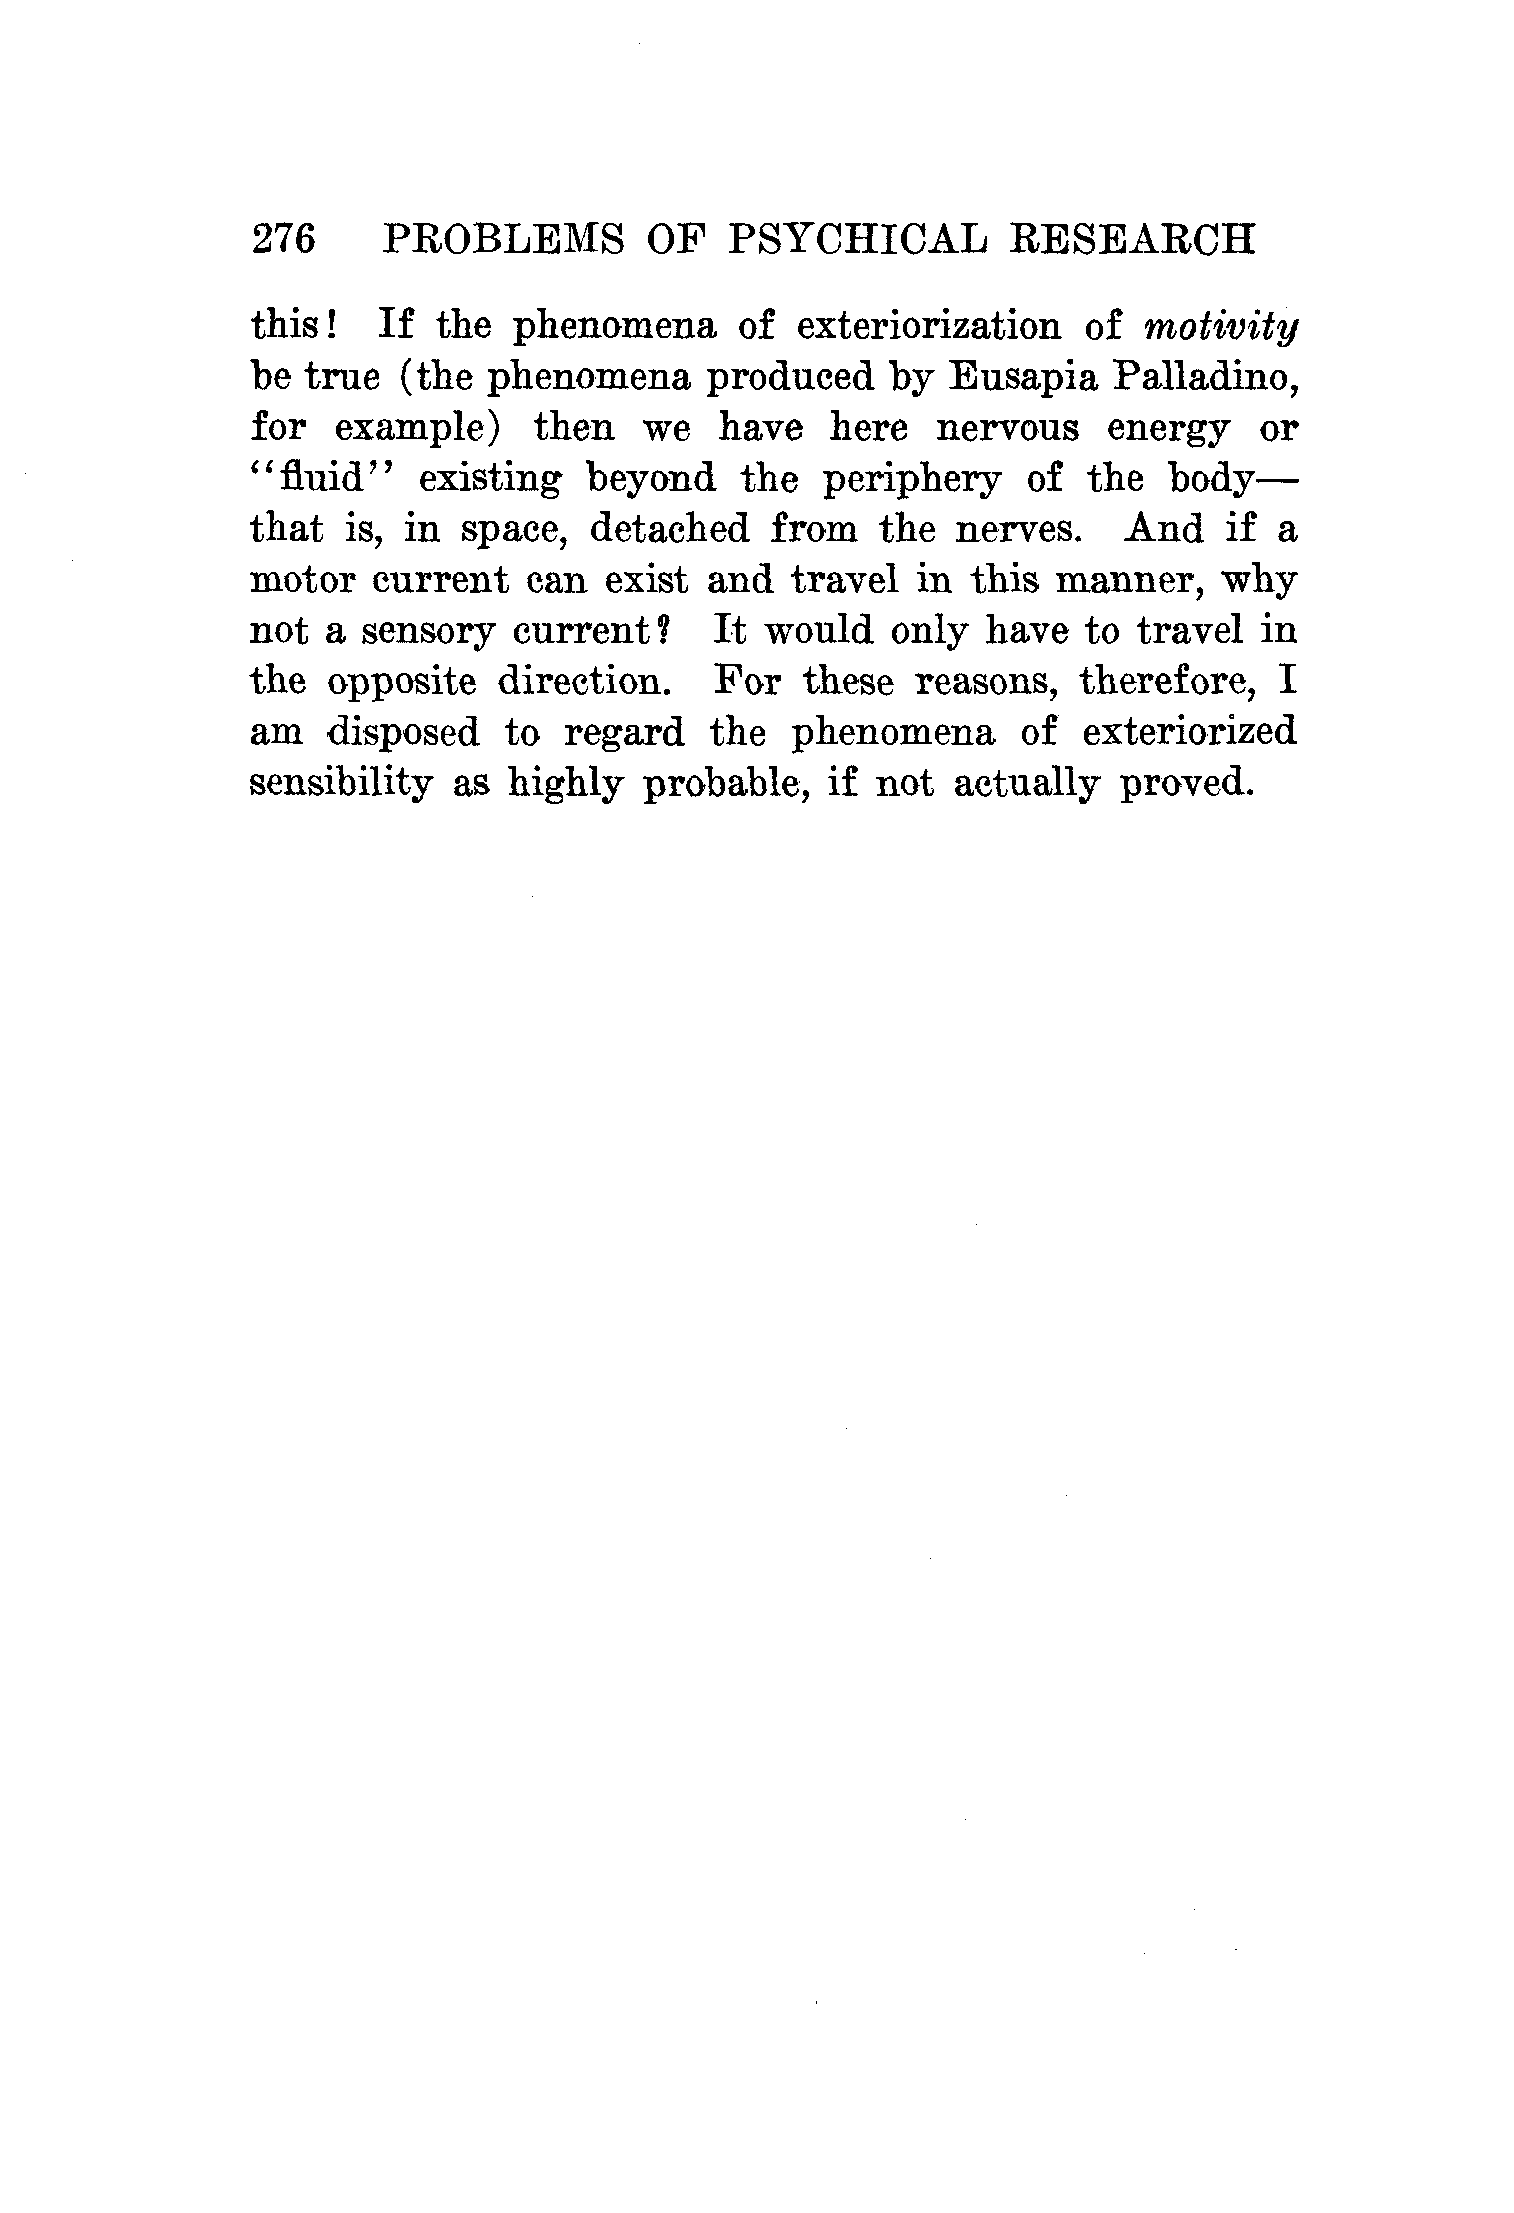 276 PROBLEMS OF PSYCHICAL RESEARCH
this! If the phenomena of exteriorization of motivity
be true (the phenomena produced by Eusapia Palladino,
for example) then we have here nervous energy or
“fluid” existing beyond the periphery of the body—
that is, in space, detached from the nerves. And if a
motor current can exist and travel in this manner, why
not a sensory current? It would only have to travel in
the opposite direction. For these reasons, therefore, I
am disposed to regard the phenomena of exteriorized
sensibility as highly probable, if not actually proved.